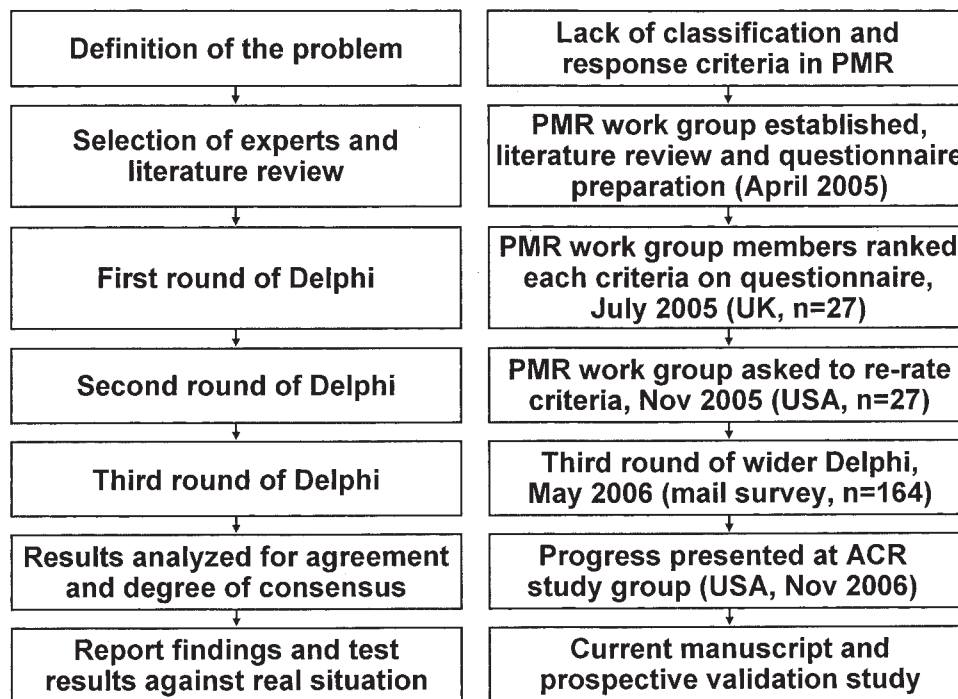 Definition of the problem
Lack of classification and
response criteria in PMR
Selection of experts and
literature review
PMR work group established,
literature review and questionnaire
preparation (April 2005)
First round of Delphi
PMR work group members ranked
each criteria on questionnaire,
July 2005 (UK, n=27)
Second round of Delphi
PMR work group asked to re-rate
criteria, Nov 2005 (USA, n=27)
Third round of Delphi
Third round of wider Delphi,
May 2006 (mail survey, n=164)
Results analyzed for agreement
and degree of consensus
Progress presented at ACR
study group (USA, Nov 2006)
Report findings and test
results against real situation
Current manuscript and
prospective validation study